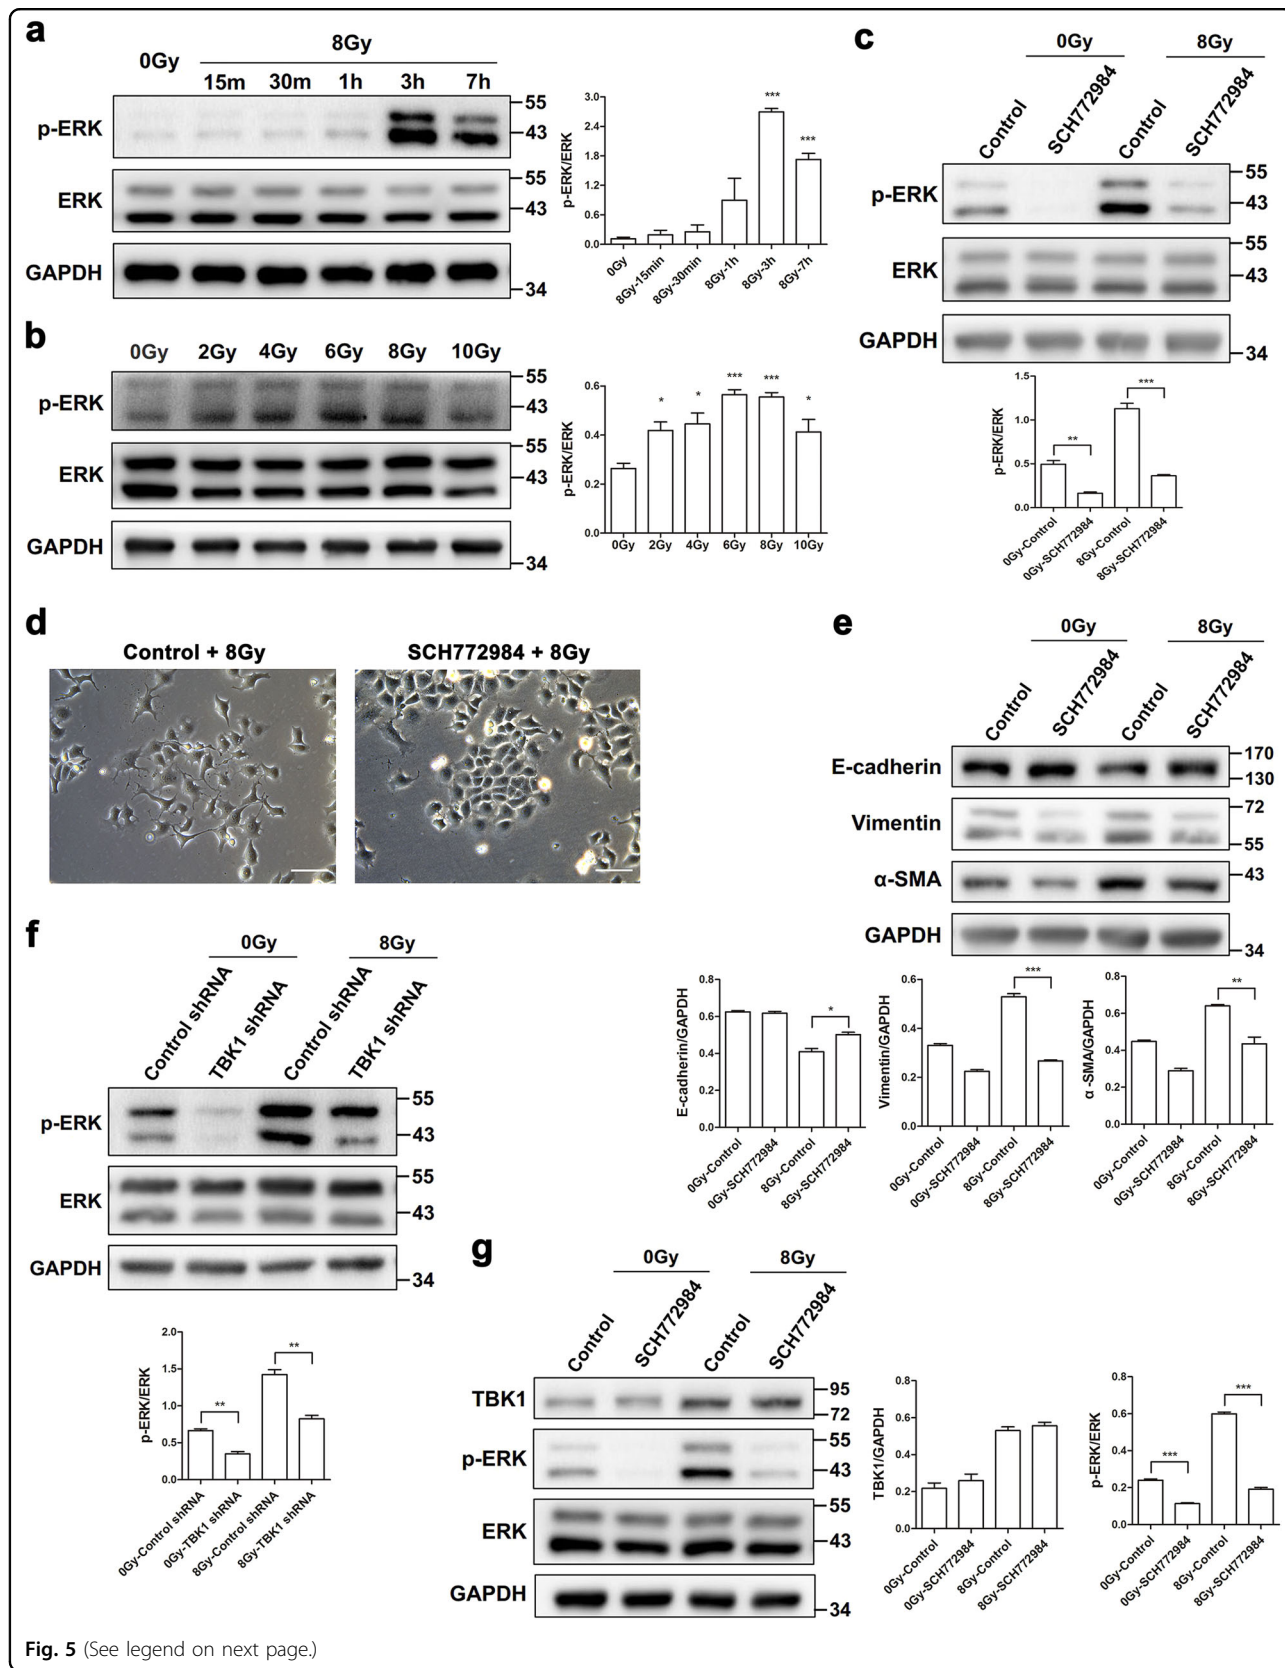 a
8Gy
0Gy
15m 30m 1h 3h 7h
p-ERK
55
43
ERK
55
43
GAPDH
34
p-ERK/ERK
3.0
2.4
1.8
1.2
0.6
0.0
***
***
0Gy
8Gy-15min
8Gy-30min
8Gy-1h
8Gy-3h
8Gy-7h
b
0Gy 2Gy 4Gy 6Gy 8Gy 10Gy
p-ERK
55
43
ERK
55
43
GAPDH
34
p-ERK/ERK
0.6
0.4
0.2
0.0
* * *** *** *
0Gy 2Gy 4Gy 6Gy 8Gy 10Gy
c
0Gy 8Gy
Control SCH772984 Control SCH772984
p-ERK
55
43
ERK
55
43
GAPDH
34
p-ERK/ERK
1.5
1.0
0.5
0.0
**
***
0Gy-Control
0Gy-SCH772984
8Gy-Control
8Gy-SCH772984
d
Control + 8Gy SCH772984 + 8Gy
e
0Gy 8Gy
Control SCH772984 Control SCH772984
E-cadherin
170
130
Vimentin
72
55
α-SMA
43
GAPDH
34
E-cadherin/GAPDH
0.8
0.6
0.4
0.2
0.0
*
0Gy-Control
0Gy-SCH772984
8Gy-Control
8Gy-SCH772984
Vimentin/GAPDH
0.6
0.4
0.2
0.0
***
0Gy-Control
0Gy-SCH772984
8Gy-Control
8Gy-SCH772984
α-SMA/GAPDH
0.8
0.6
0.4
0.2
0.0
**
0Gy-Control
0Gy-SCH772984
8Gy-Control
8Gy-SCH772984
f
0Gy 8Gy
Control shRNA TBK1 shRNA Control shRNA TBK1 shRNA
p-ERK
55
43
ERK
55
43
GAPDH
34
p-ERK/ERK
2.0
1.5
1.0
0.5
0.0
**
**
0Gy-Control shRNA
0Gy-TBK1 shRNA
8Gy-Control shRNA
8Gy-TBK1 shRNA
g
0Gy 8Gy
Control SCH772984 Control SCH772984
TBK1
95
72
p-ERK
55
43
ERK
55
43
GAPDH
34
TBK1/GAPDH
0.8
0.6
0.4
0.2
0.0
0Gy-Control
0Gy-SCH772984
8Gy-Control
8Gy-SCH772984
p-ERK/ERK
0.8
0.6
0.4
0.2
0.0
***
***
0Gy-Control
0Gy-SCH772984
8Gy-Control
8Gy-SCH772984
Fig. 5 (See legend on next page.)